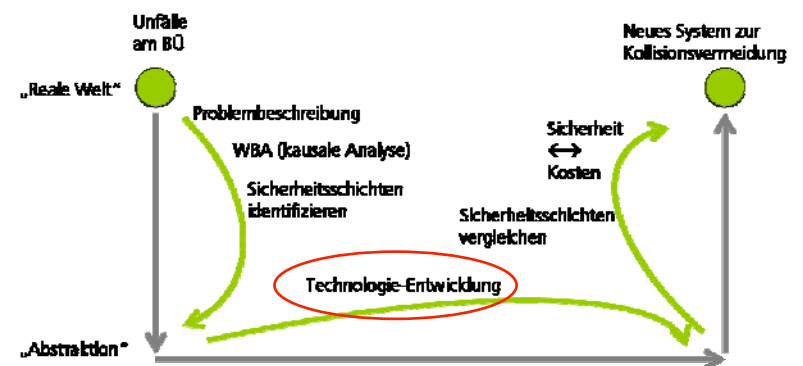 Unfälle
am BÜ
Neues System zur
Kollisionsvermeidung
„Reale Welt“
Problembeschreibung
WBA (kausale Analyse)
Sicherheitsschichten
identifizieren
Sicherheit
↔
Kosten
Sicherheitsschichten
vergleichen
Technologie-Entwicklung
„Abstraktion“